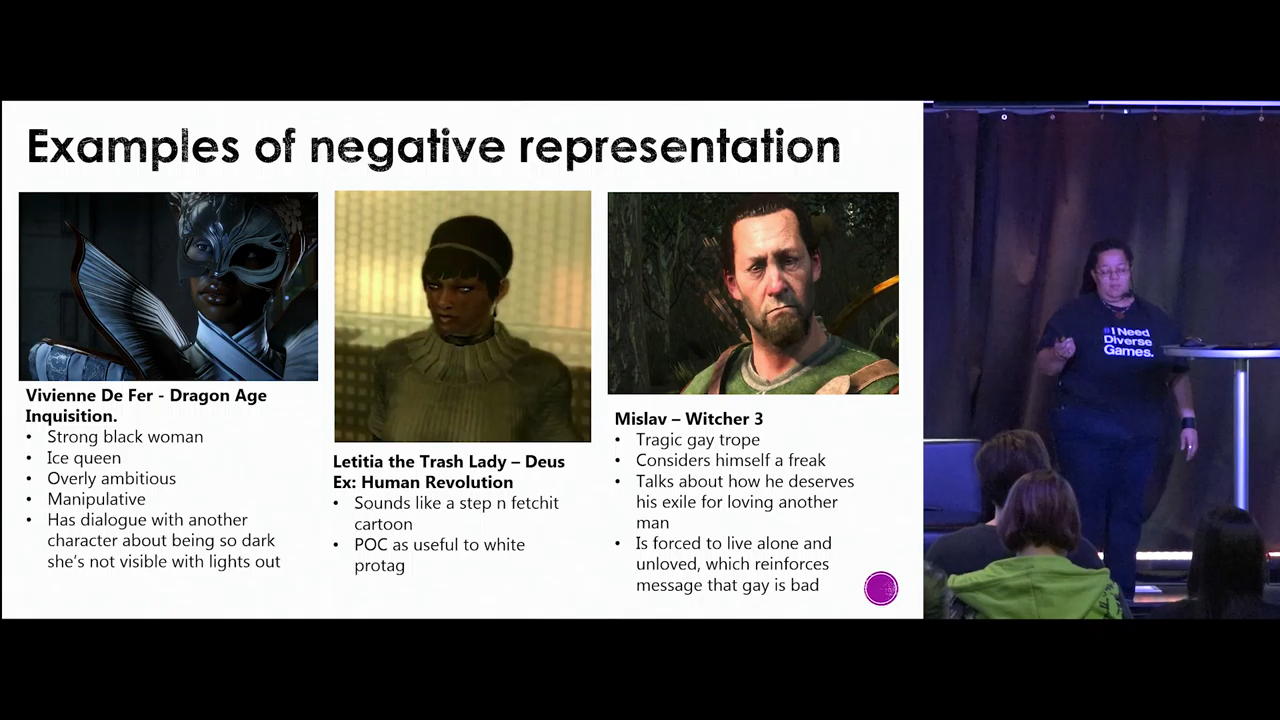 Examples of negative representation
Vivienne De Fer - Dragon Age
Inquisition.
• Strong black woman
• Ice queen
• Overly ambitious
• Manipulative
• Has dialogue with another
character about being so dark
she's not visible with lights out
Letitia the Trash Lady – Deus
Ex: Human Revolution
• Sounds like a step n fetchit
cartoon
• POC as useful to white
protag
Mislav – Witcher 3
• Tragic gay trope
• Considers himself a freak
• Talks about how he deserves
his exile for loving another
man
• Is forced to live alone and
unloved, which reinforces
message that gay is bad
#I Need
Diverse
Games.